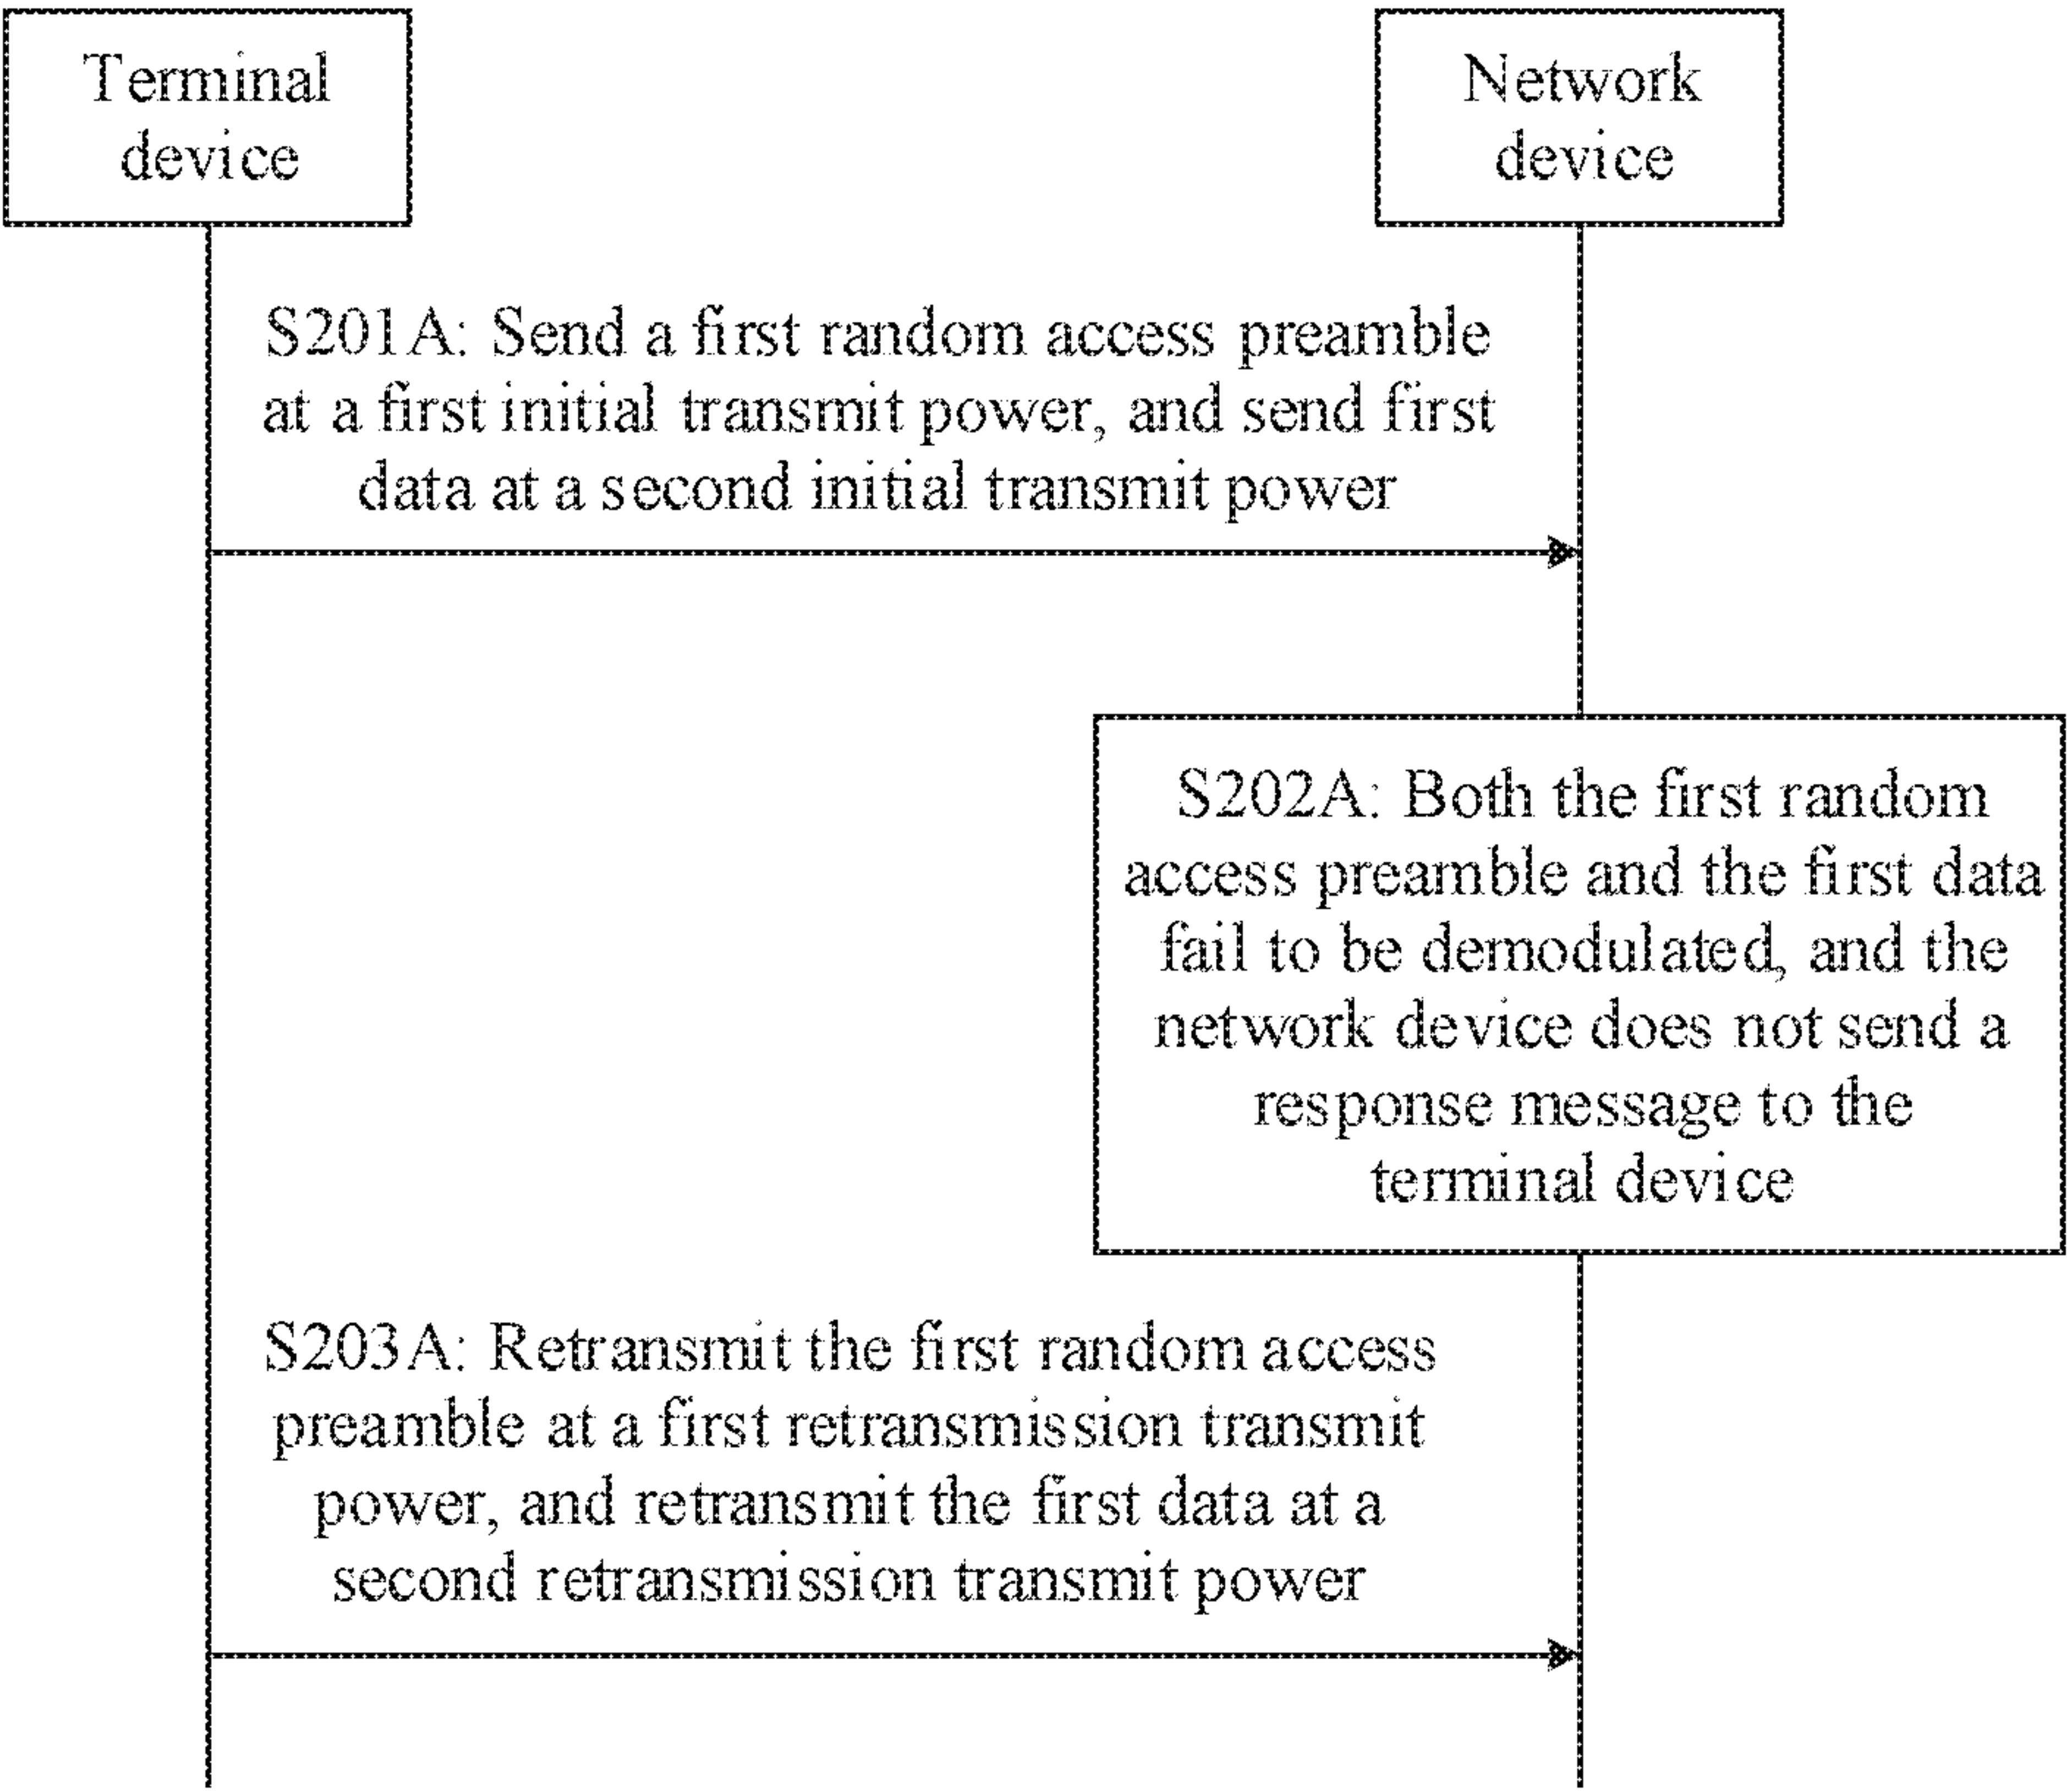 Terminal
device
Network
device
S201A: Send a first random access preamble
at a first initial transmit power, and send first
data at a second initial transmit power
S202A: Both the first random
access preamble and the first data
fail to be demodulated, and the
network device does not send a
response message to the
terminal device
S203A: Retransmit the first random access
preamble at a first retransmission transmit
power, and retransmit the first data at a
second retransmission transmit power